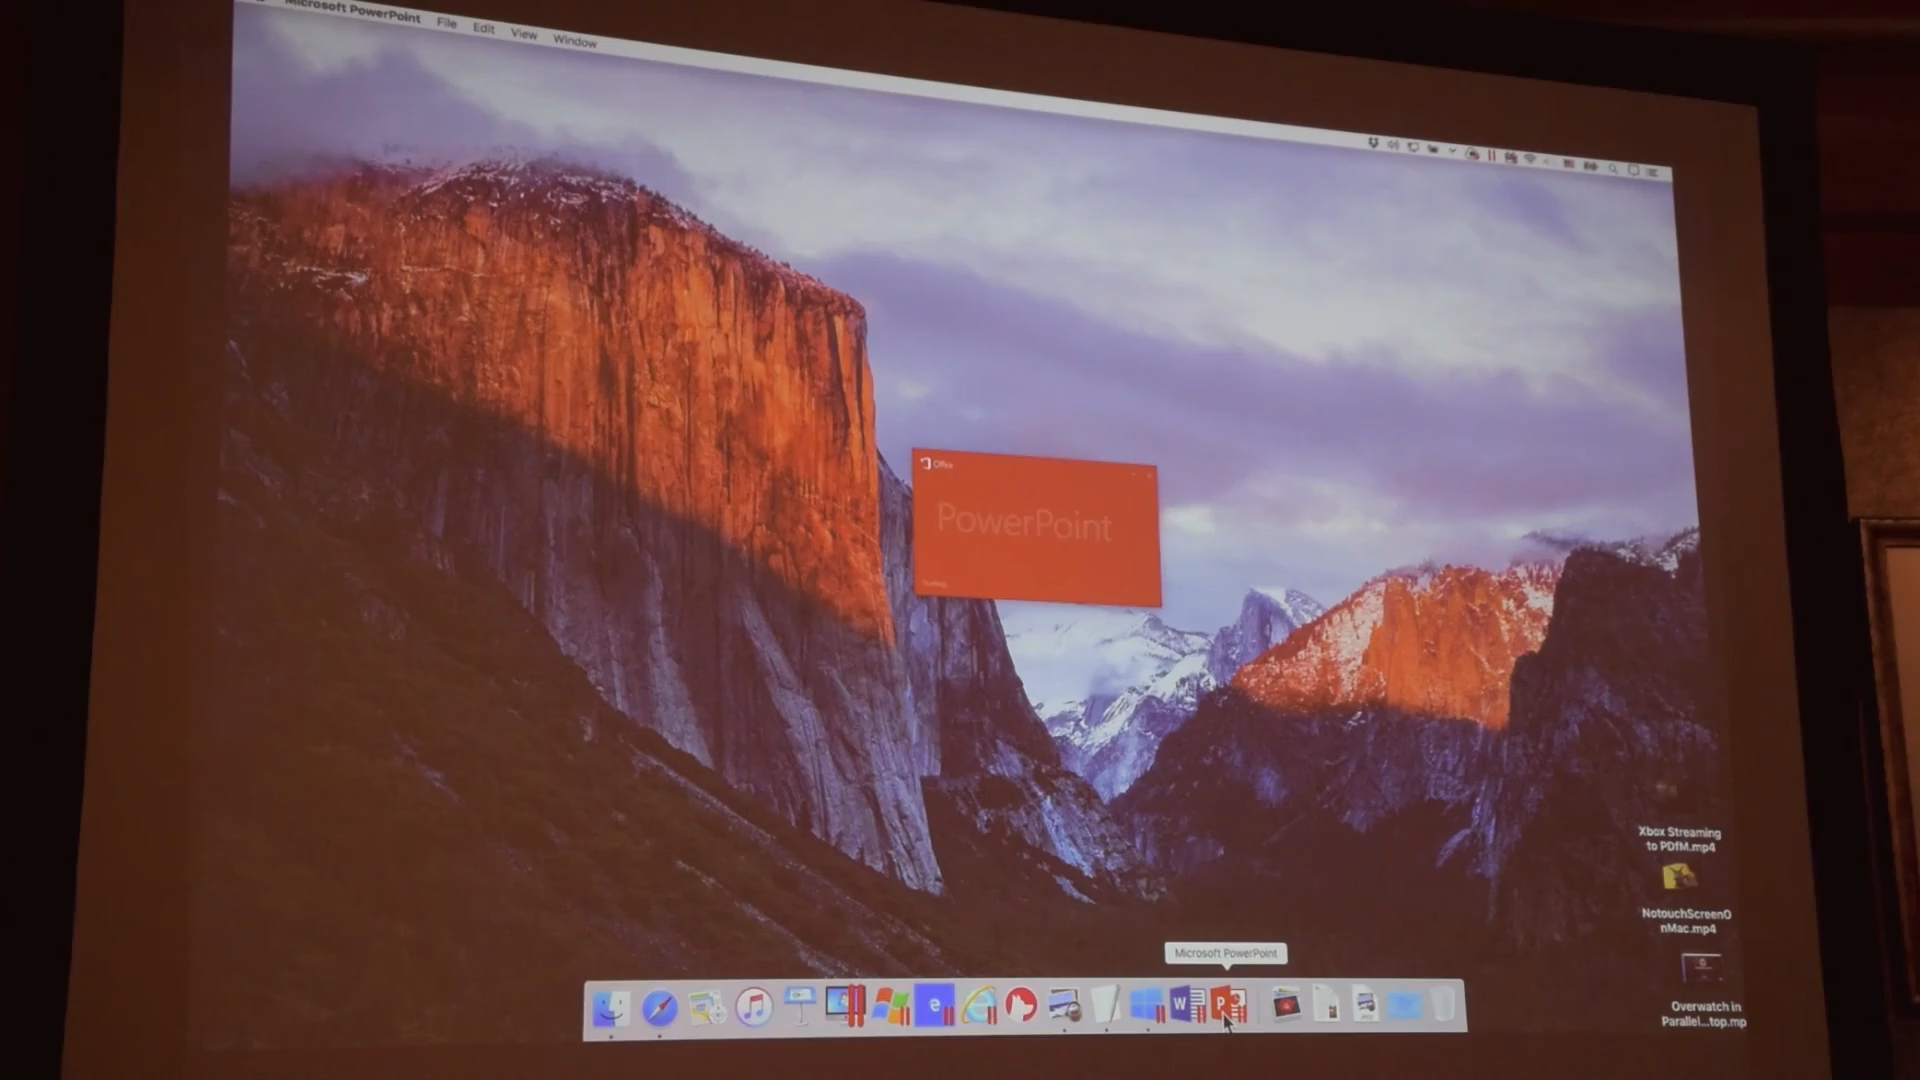 Microsoft PowerPoint File Edit View Window
Office
PowerPoint
Starting...
Xbox Streaming
to PDfM.mp4
NotouchScreenO
nMac.mp4
Microsoft PowerPoint
Overwatch in
Parallel...top.mp